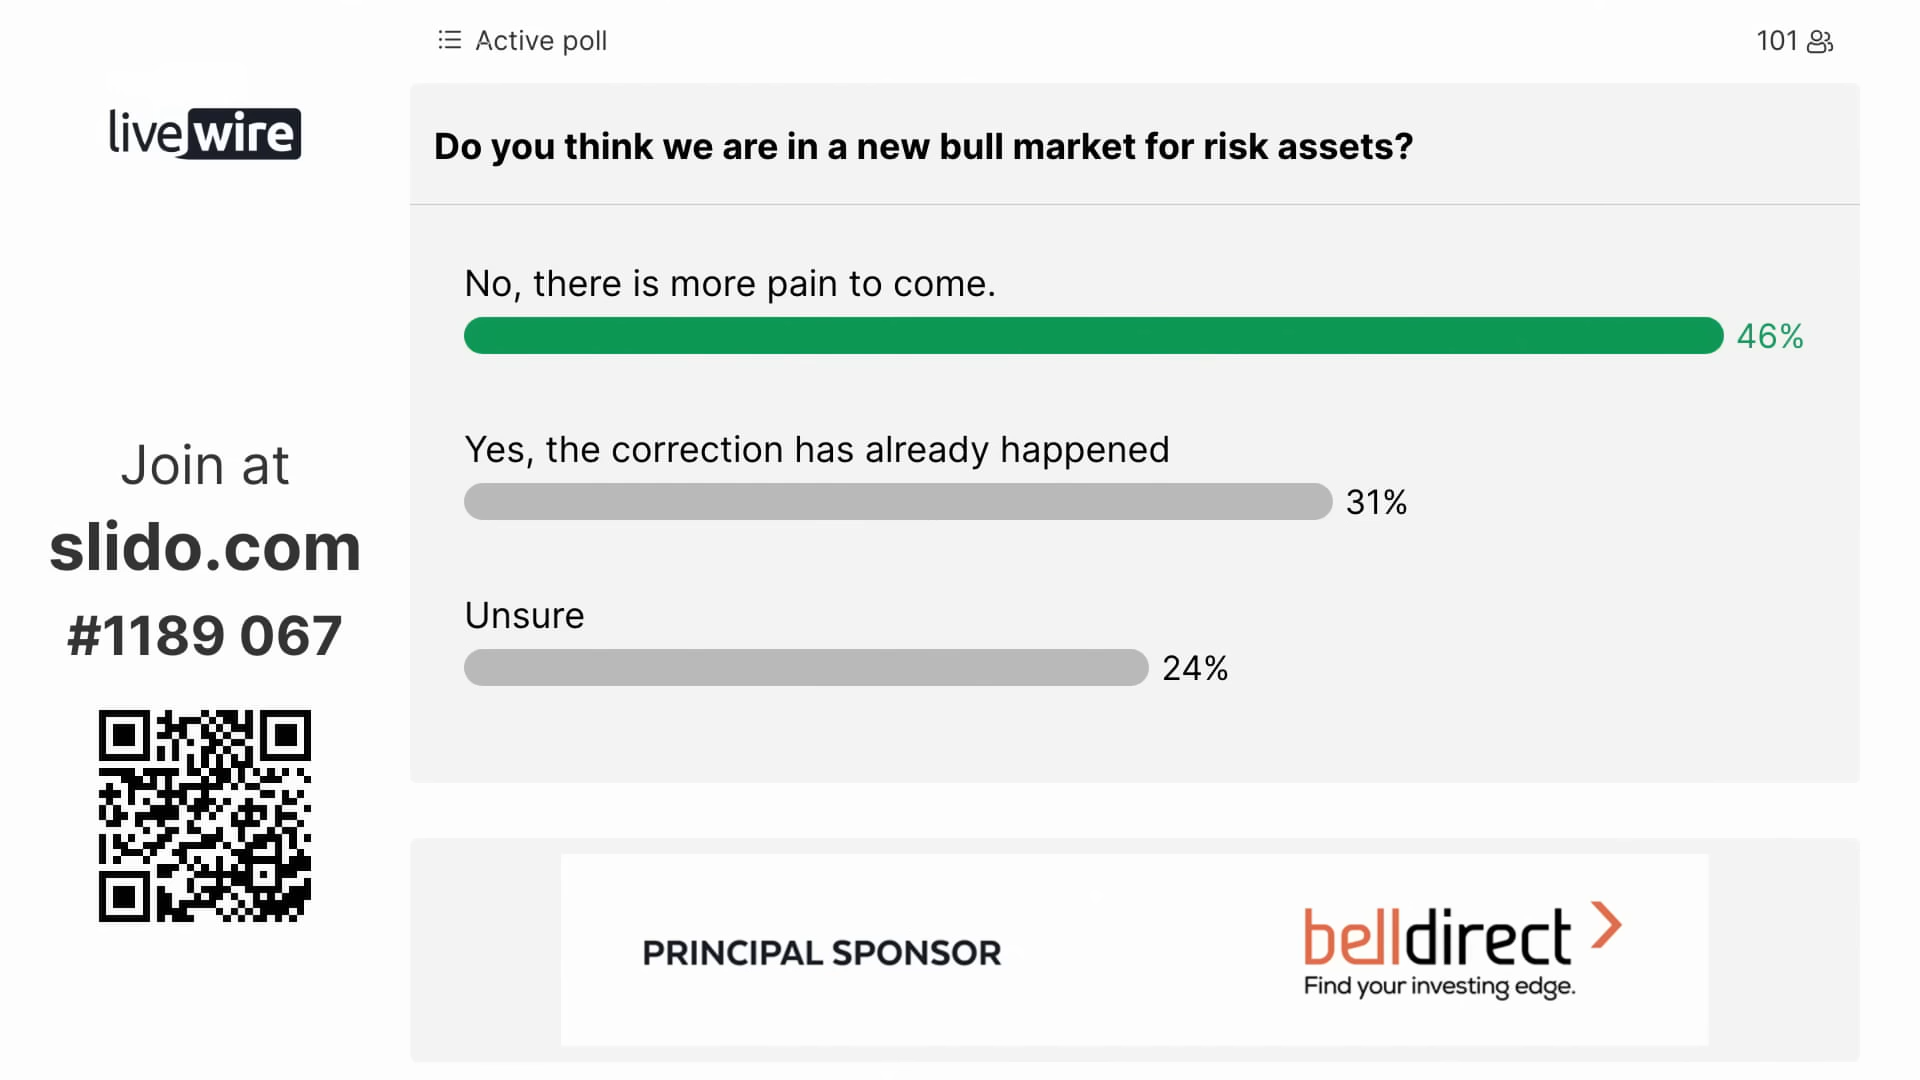 Active poll
101
livewire
Do you think we are in a new bull market for risk assets?
No, there is more pain to come.
46%
Yes, the correction has already happened
31%
Unsure
24%
Join at
slido.com
#1189 067
PRINCIPAL SPONSOR
belldirect
Find your investing edge.